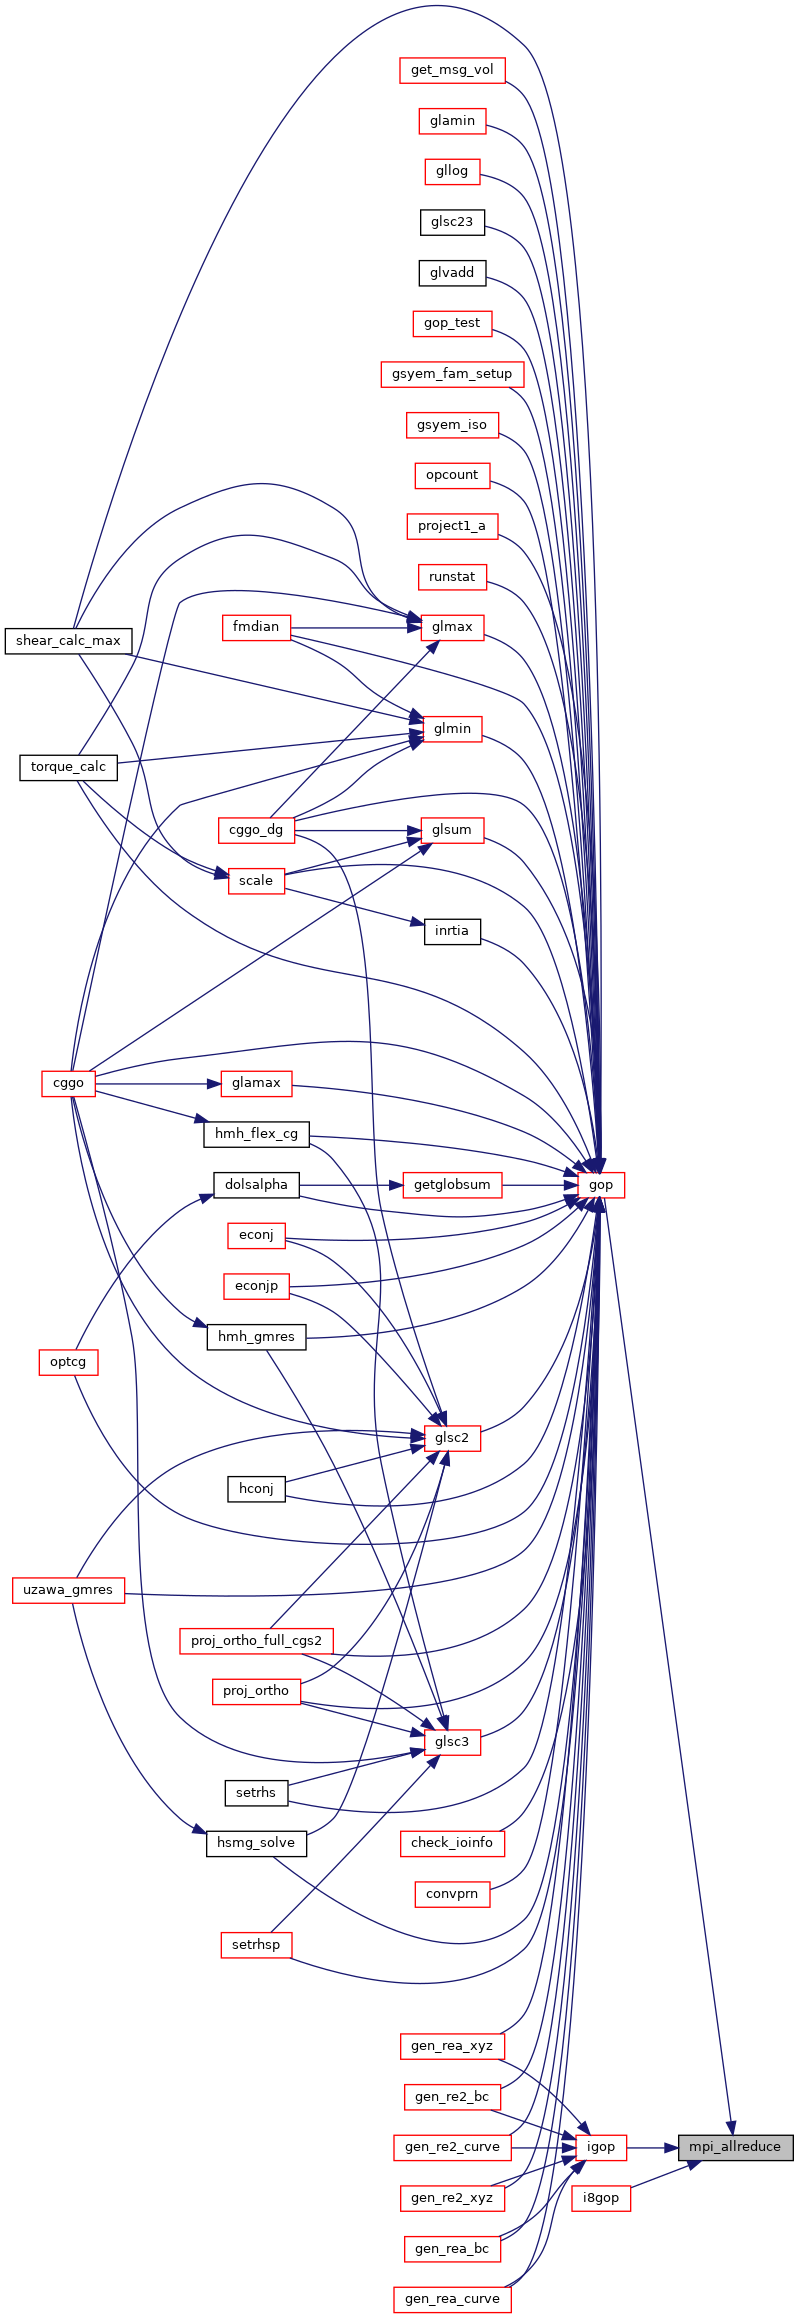 get_msg_vol
glamin
gllog
glsc23
glvadd
gop_test
gsyem_fam_setup
gsyem_iso
opcount
project1_a
runstat
fmdian
glmax
shear_calc_max
glmin
torque_calc
cggo_dg
glsum
scale
inrtia
cggo
glamax
hmh_flex_cg
dolsalpha
getglobsum
gop
econj
econjp
hmh_gmres
optcg
glsc2
hconj
uzawa_gmres
proj_ortho_full_cgs2
proj_ortho
glsc3
setrhs
hsmg_solve
check_ioinfo
convprn
setrhsp
gen_rea_xyz
gen_re2_bc
gen_re2_curve
igop
mpi_allreduce
gen_re2_xyz
i8gop
gen_rea_bc
gen_rea_curve